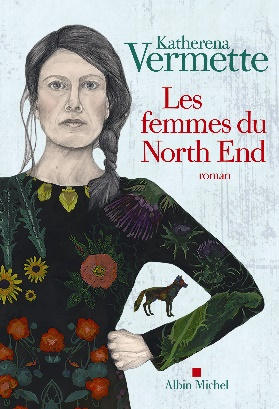 Katherena
Vermette
Les
femmes du
North End
roman
Albin Michel